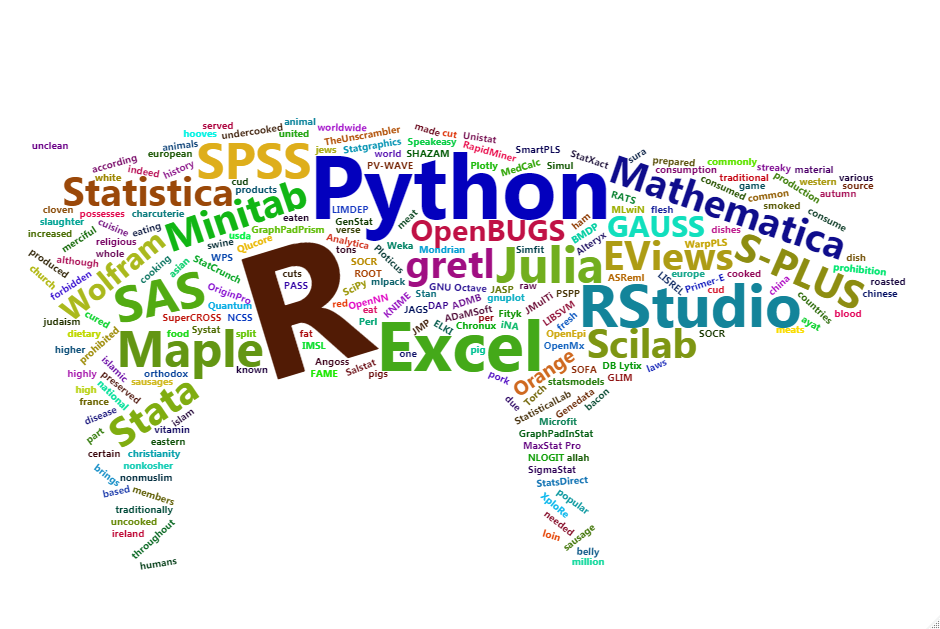 served
animal
worldwide
made cut
Unistat
unclean
hooves
undercooked
united
TheUnscrambler
Speakeasy
according
animals
jews
Statgraphics
RapidMiner
SmartPLS
sura
indeed
european
history
SPSS
world
SHAZAM
StatXact
prepared
commonly
white
cud
PV-WAVE
Plotly
MedCalc
Simul
consumption
streaky
material
Statistica
products
Python
Mathematica
traditional
production
western
various
cloven
possesses
charcuterie
Minitab
eaten
LIMDEP
meat
RATS
consumed
game
common
autumn
source
slaughter
cuisine
eating
GenStat
ham
MLwiN
flesh
smoked
consume
increased
merciful
religious
swine
usda
GraphPadPrism
verse
OpenBUGS
BMDP
GAUSS
dishes
whole
Wolfram
Qlucore
Analytica
Weka
Mondrian
Simfit
Alteryx
EViews
WarpPLS
S-PLUS
dish
produced
although
cooking
asian
WPS
tons
SOCR
Ploticus
gretl
Julia
ASReml
europe
cooked
prohibition
church
forbidden
StatCrunch
R
cuts
ROOT
mlpack
GNU Octave
JASP
raw
LISREL
Primer-E
cud
china
roasted
chinese
SAS
OriginPro
PASS
SciPy
KNIME
Stan
gnuplot
JMulTi
PSPP
RStudio
countries
blood
cured
Quantum
red
OpenNN
eat
JAGS
DAP
ADMB
Fityk
LIBSVM
judaism
SuperCROSS
NCSS
Perl
ADaMSoft
per
fresh
ayat
dietary
prohibited
food
Systat
split
fat
JMP
ELKI
Chronux
iNA
OpenEpi
SOCR
meats
higher
Maple
IMSL
Excel
pig
OpenMx
Scilab
laws
islamic
known
Angoss
Salstat
one
SOFA
DB Lytix
highly
preserved
orthodox
FAME
pigs
pork
Orange
statsmodels
GLIM
high
national
sausages
due
Torch
bacon
france
Stata
StatisticalLab
Genedata
disease
islam
Microfit
part
vitamin
GraphPadInStat
eastern
MaxStat Pro
certain
christianity
NLOGIT
allah
brings
nonkosher
SigmaStat
nonmuslim
StatsDirect
based
members
popular
XploRe
traditionally
needed
uncooked
ireland
throughout
loin
sausage
belly
humans
million